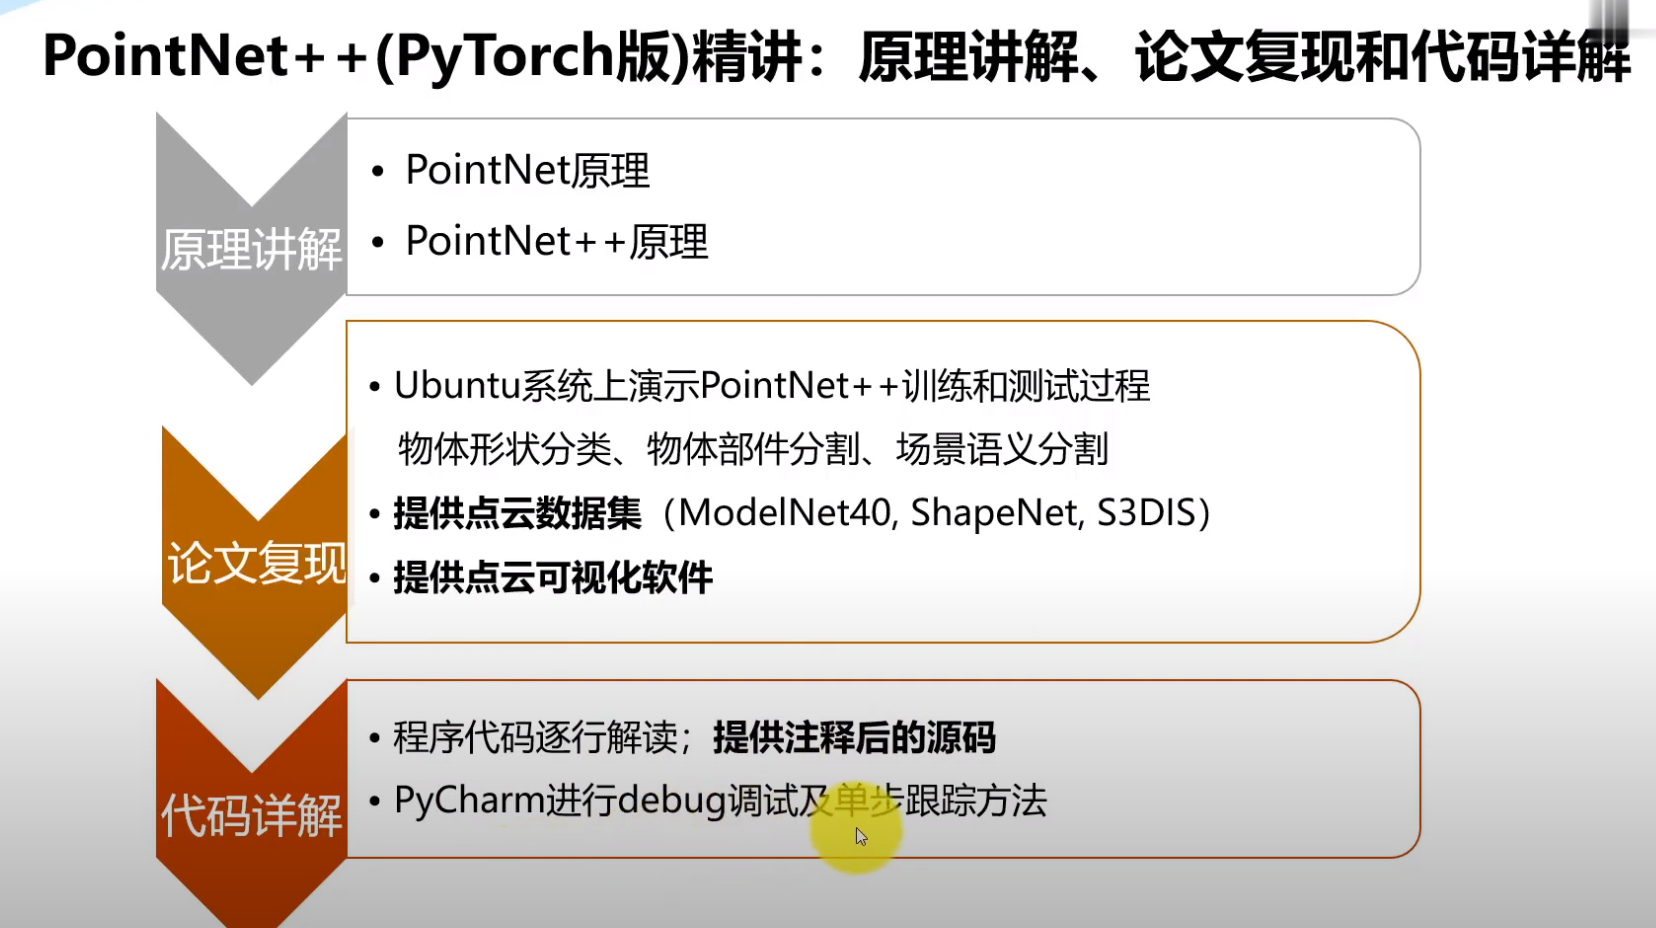 PointNet++(PyTorch版)精讲：原理讲解、论文复现和代码详解
原理讲解
• PointNet原理
• PointNet++原理
论文复现
• Ubuntu系统上演示PointNet++训练和测试过程
物体形状分类、物体部件分割、场景语义分割
• 提供点云数据集（ModelNet40, ShapeNet, S3DIS）
• 提供点云可视化软件
代码详解
• 程序代码逐行解读；提供注释后的源码
• PyCharm进行debug调试及单步跟踪方法